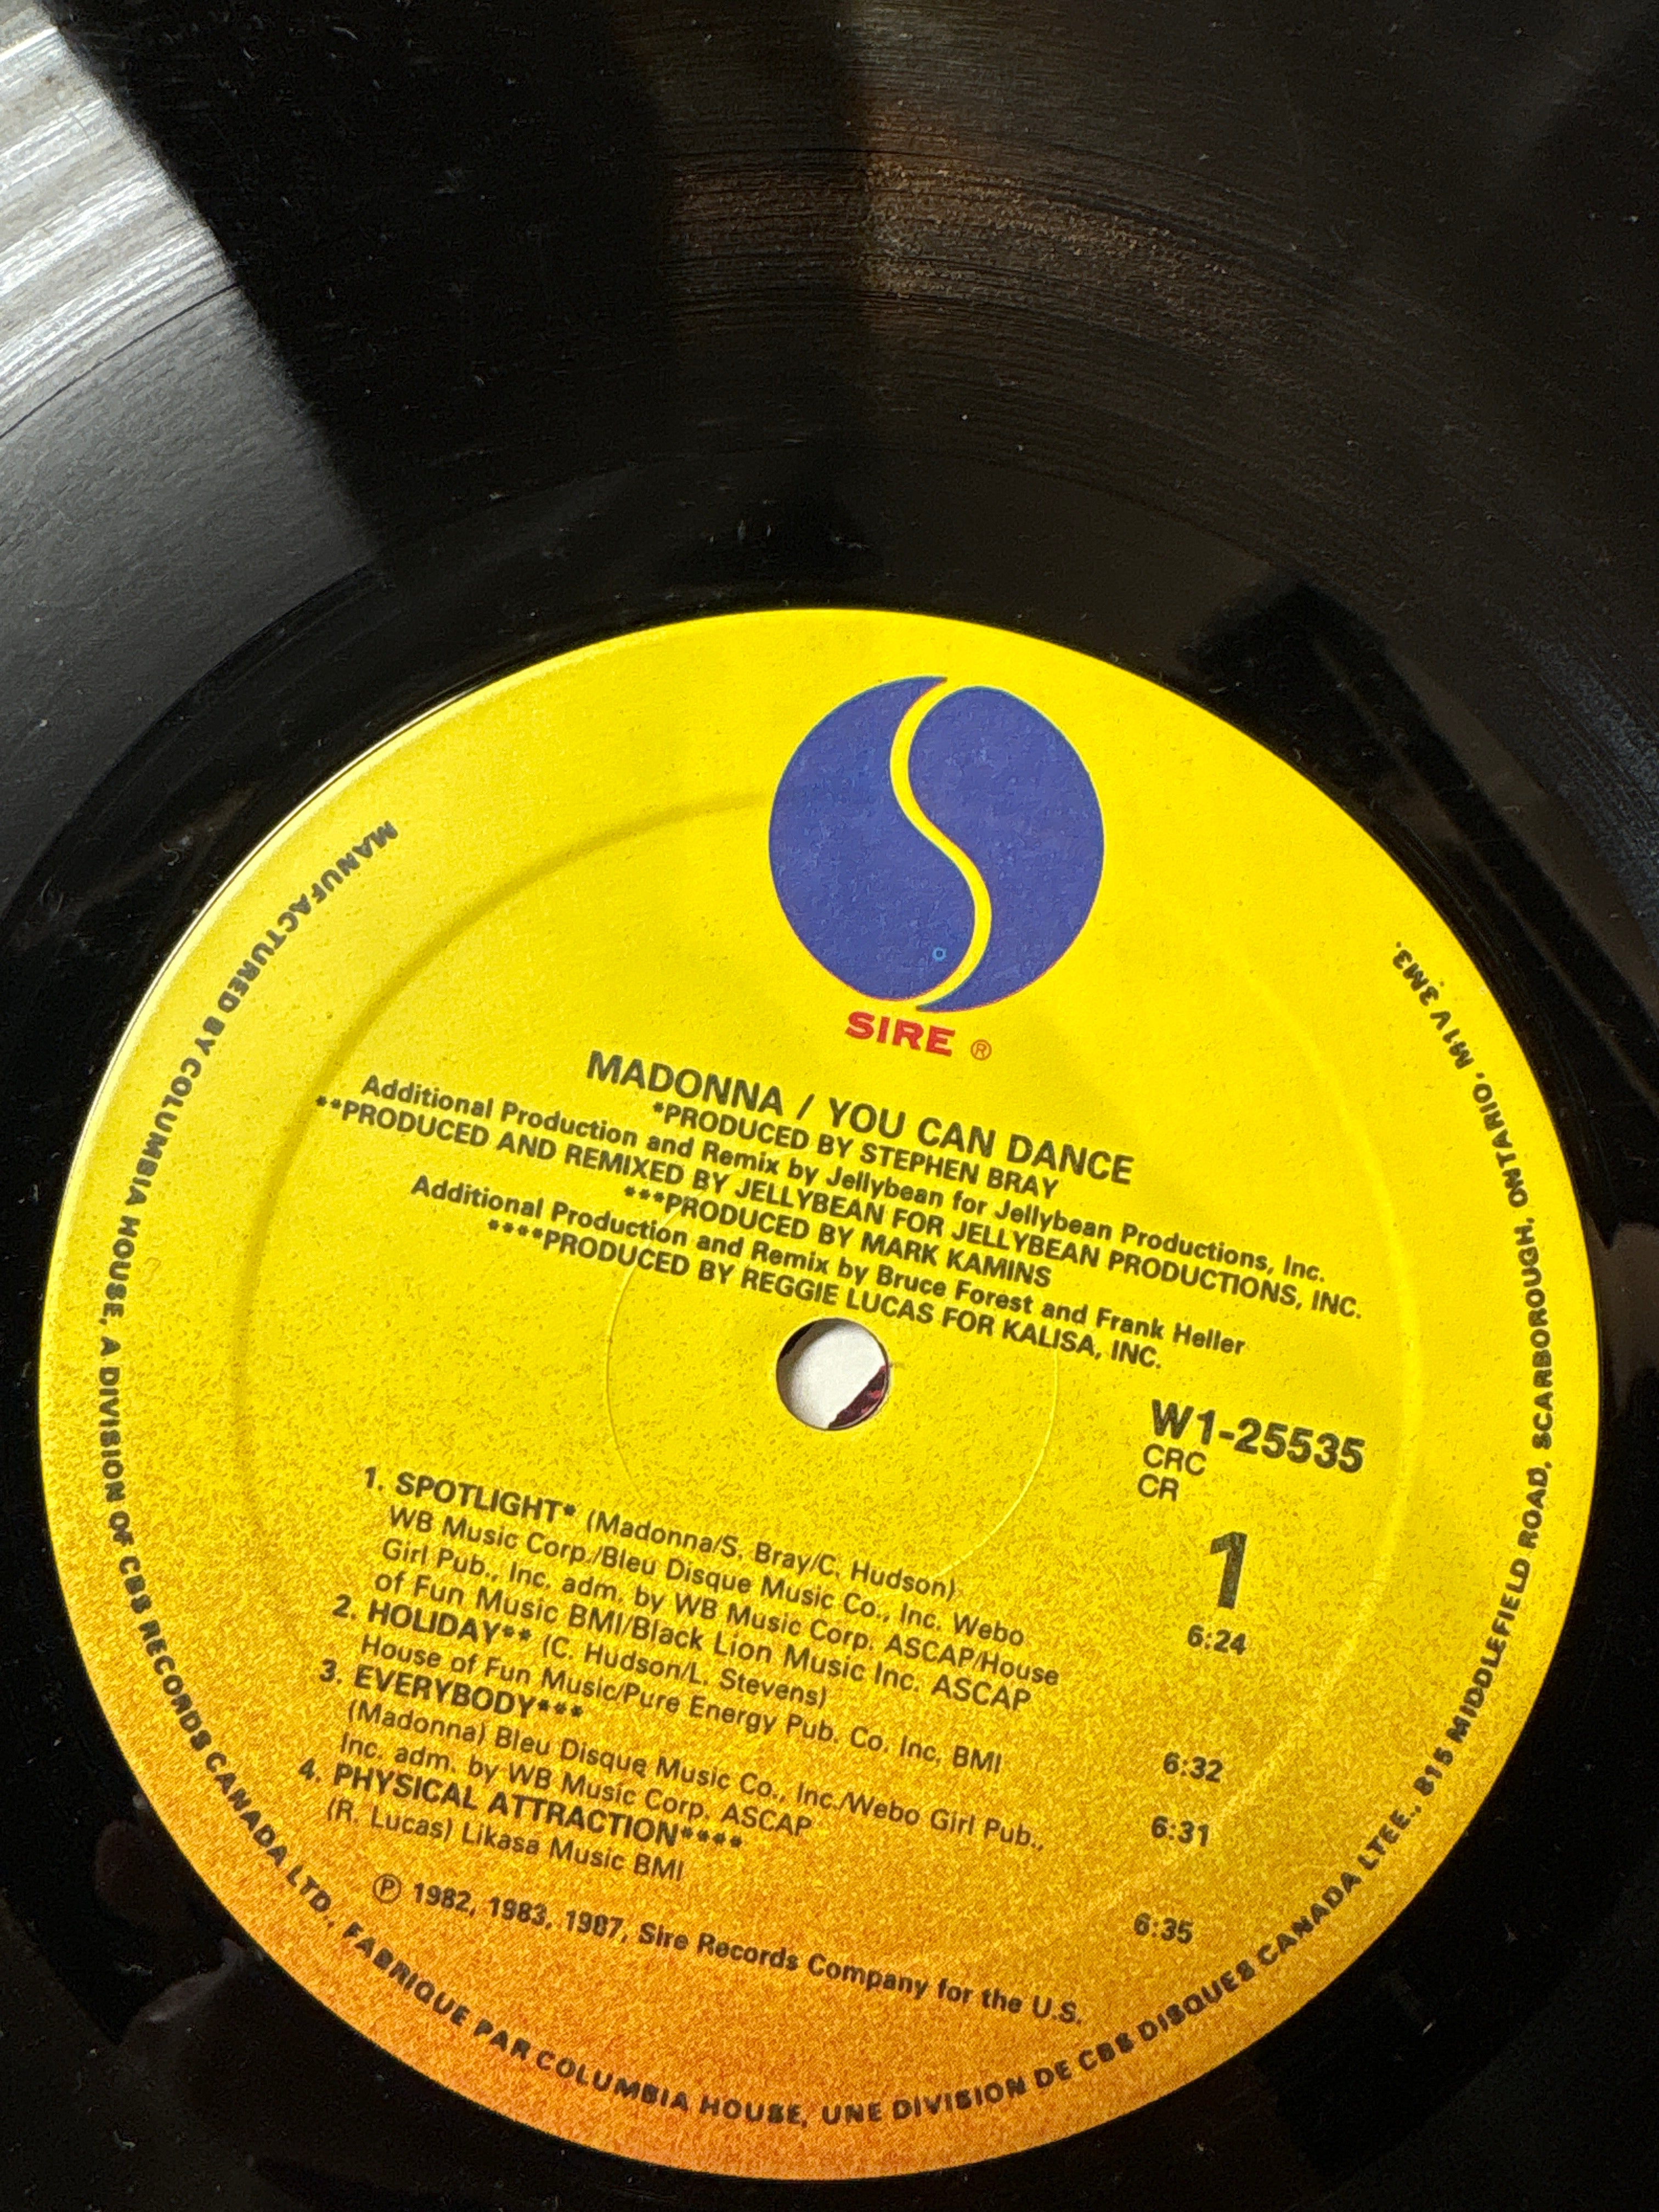 SIRE ®
MADONNA / YOU CAN DANCE
*PRODUCED BY STEPHEN BRAY
Additional Production and Remix by Jellybean for Jellybean Productions, Inc.
**PRODUCED AND REMIXED BY JELLYBEAN FOR JELLYBEAN PRODUCTIONS, INC.
***PRODUCED BY MARK KAMINS
Additional Production and Remix by Bruce Forest and Frank Heller
****PRODUCED BY REGGIE LUCAS FOR KALISA, INC.
W1-25535
CRC
CR
1
1. SPOTLIGHT* (Madonna/S. Bray/C. Hudson)
WB Music Corp./Bleu Disque Music Co., Inc. Webo
Girl Pub., Inc. adm. by WB Music Corp. ASCAP/House
of Fun Music BMI/Black Lion Music Inc. ASCAP 6:24
2. HOLIDAY** (C. Hudson/L. Stevens)
House of Fun Music/Pure Energy Pub. Co. Inc. BMI 6:32
3. EVERYBODY***
(Madonna) Bleu Disque Music Co., Inc./Webo Girl Pub.,
Inc. adm. by WB Music Corp. ASCAP 6:31
4. PHYSICAL ATTRACTION****
(R. Lucas) Likasa Music BMI 6:35
℗ 1982, 1983, 1987, Sire Records Company for the U.S.
MANUFACTURED BY COLUMBIA HOUSE, A DIVISION OF CBS RECORDS CANADA LTD., FABRIQUE PAR COLUMBIA HOUSE, UNE DIVISION DE CBS DISQUES CANADA LTEE., 815 MIDDLEFIELD ROAD, SCARBOROUGH, ONTARIO, M1V 3M3.